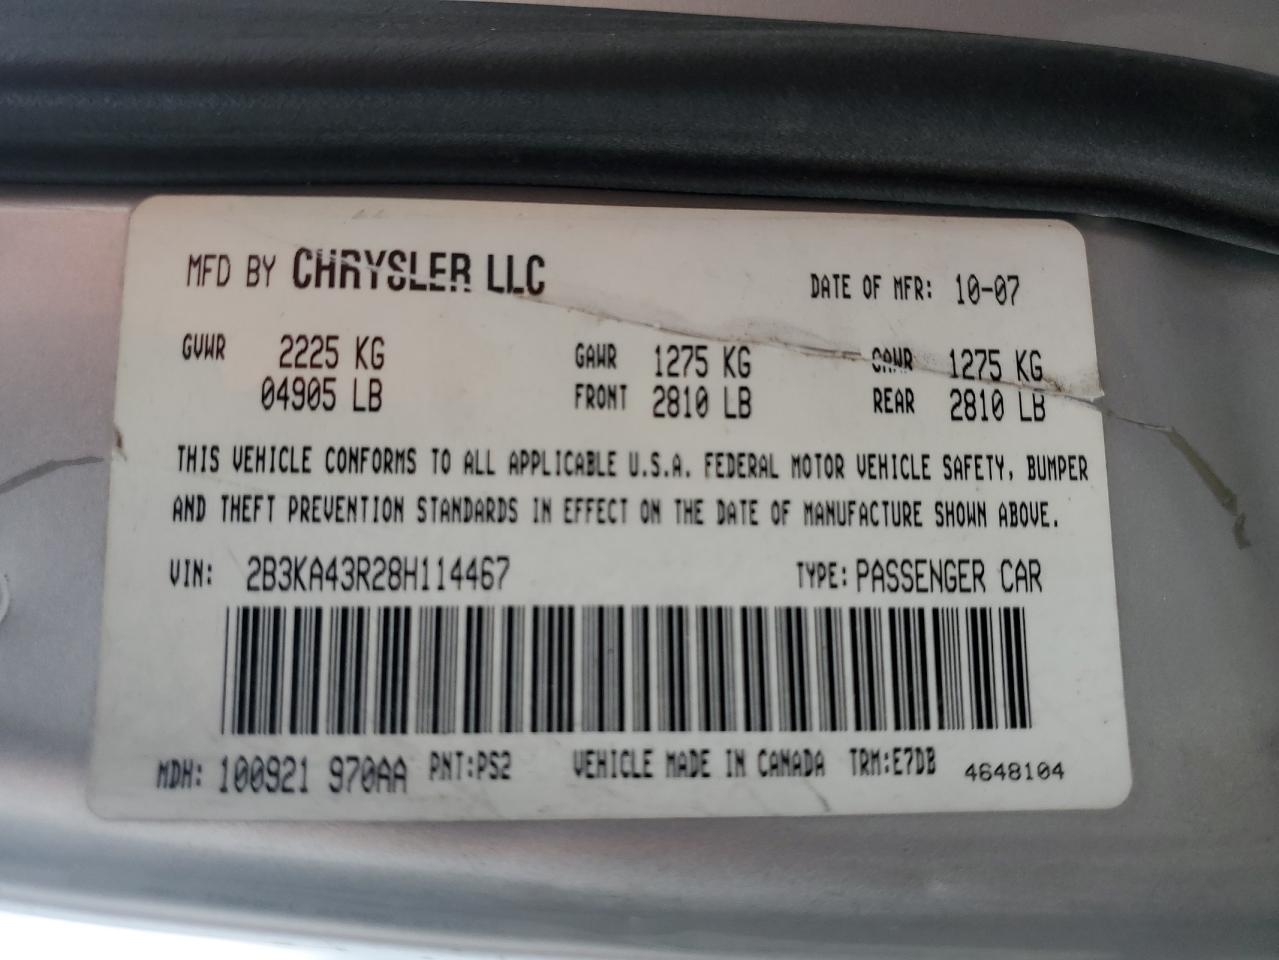 MFD BY CHRYSLER LLC DATE OF MFR: 10-07
GVWR 2225 KG GAWR 1275 KG GAWR 1275 KG
04905 LB FRONT 2810 LB REAR 2810 LB
THIS VEHICLE CONFORMS TO ALL APPLICABLE U.S.A. FEDERAL MOTOR VEHICLE SAFETY, BUMPER
AND THEFT PREVENTION STANDARDS IN EFFECT ON THE DATE OF MANUFACTURE SHOWN ABOVE.
VIN: 2B3KA43R28H114467 TYPE: PASSENGER CAR
MDH: 100921 970AA PNT:PS2 VEHICLE MADE IN CANADA TRM:E7DB 4648104